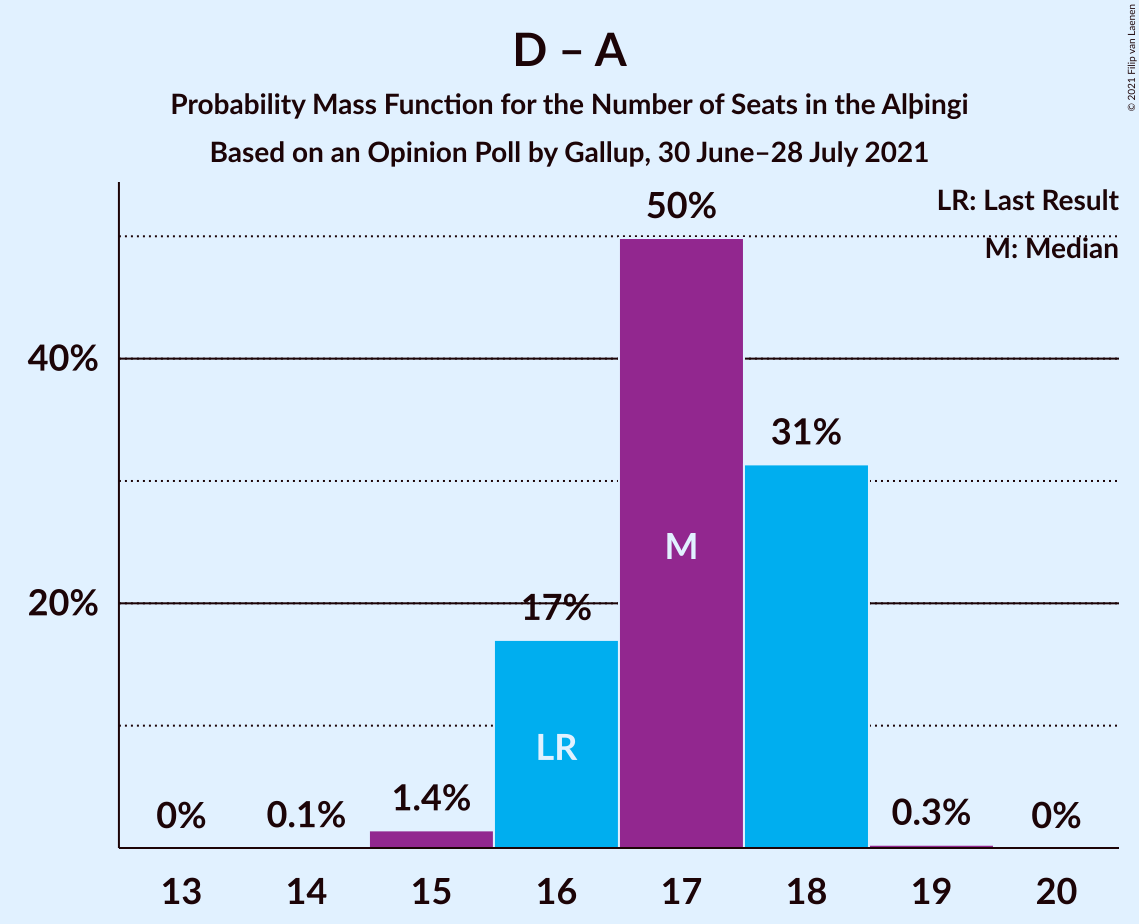 D – A
Probability Mass Function for the Number of Seats in the Alþingi
Based on an Opinion Poll by Gallup, 30 June–28 July 2021
© 2021 Filip van Laenen
LR: Last Result
M: Median
50%
40%
31%
M
20%
17%
LR
0%
0.1%
1.4%
0.3%
0%
13
14
15
16
17
18
19
20